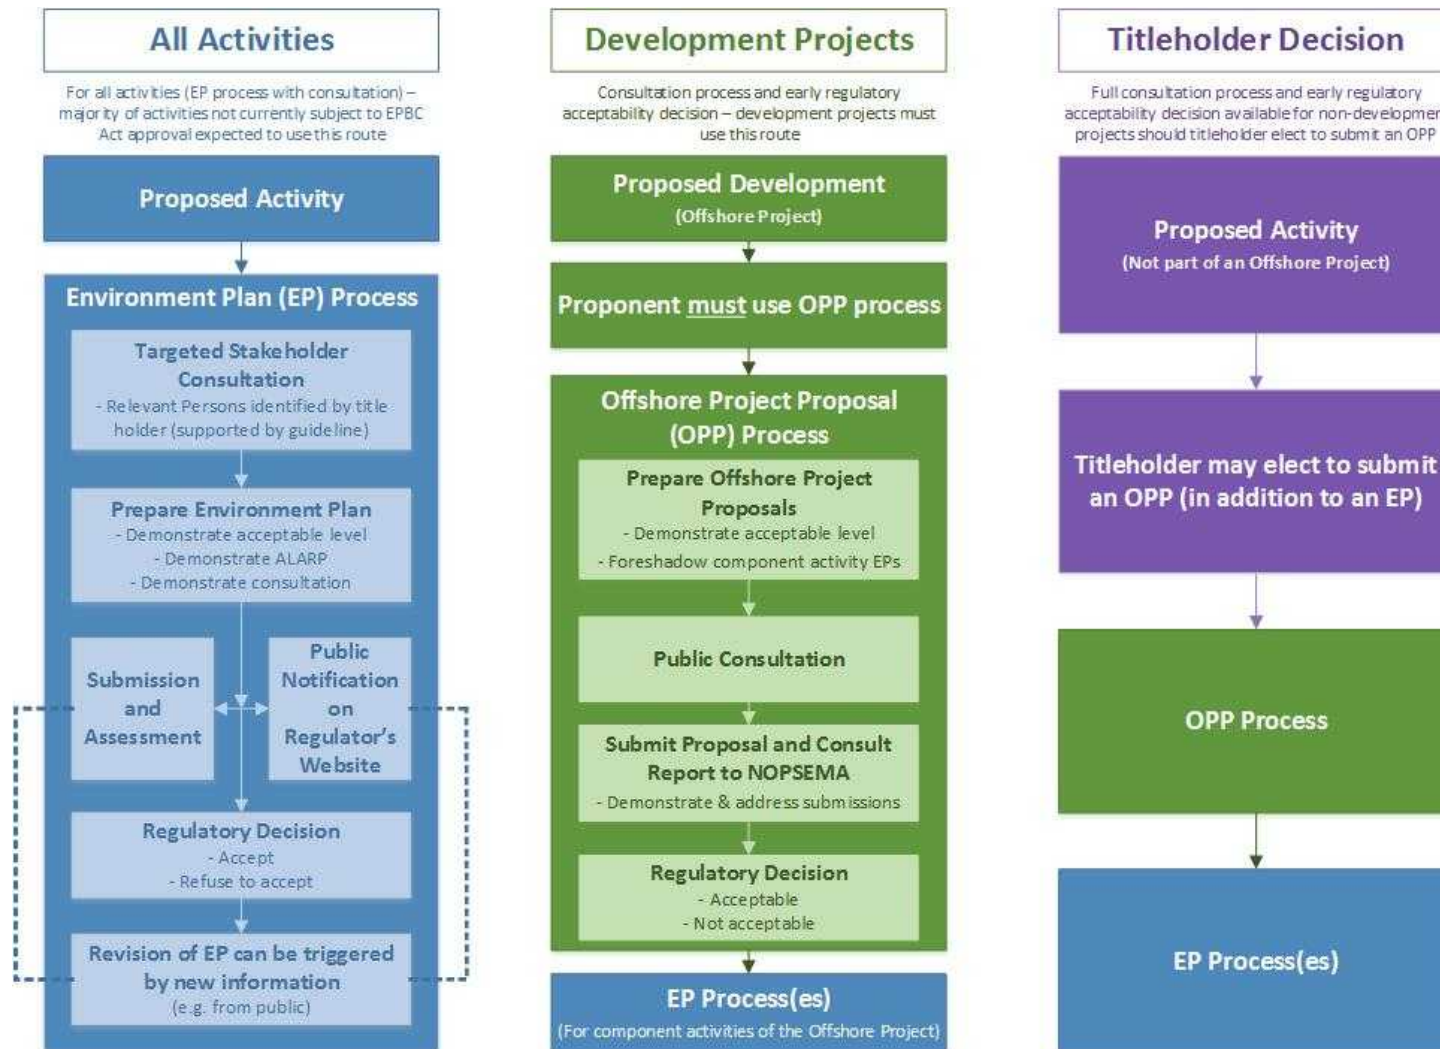 All Activities
For all activities (EP process with consultation) –
majority of activities not currently subject to EPBC
Act approval expected to use this route
Proposed Activity
Environment Plan (EP) Process
Targeted Stakeholder
Consultation
- Relevant Persons identified by title
holder (supported by guideline)
Prepare Environment Plan
- Demonstrate acceptable level
- Demonstrate ALARP
- Demonstrate consultation
Submission
and
Assessment
Public
Notification
on
Regulator's
Website
Regulatory Decision
- Accept
- Refuse to accept
Revision of EP can be triggered
by new information
(e.g. from public)
Development Projects
Consultation process and early regulatory
acceptability decision – development projects must
use this route
Proposed Development
(Offshore Project)
Proponent must use OPP process
Offshore Project Proposal
(OPP) Process
Prepare Offshore Project
Proposals
- Demonstrate acceptable level
- Foreshadow component activity EPs
Public Consultation
Submit Proposal and Consult
Report to NOPSEMA
- Demonstrate & address submissions
Regulatory Decision
- Acceptable
- Not acceptable
EP Process(es)
(For component activities of the Offshore Project)
Titleholder Decision
Full consultation process and early regulatory
acceptability decision available for non-developmen
projects should titleholder elect to submit an OPP
Proposed Activity
(Not part of an Offshore Project)
Titleholder may elect to submit
an OPP (in addition to an EP)
OPP Process
EP Process(es)